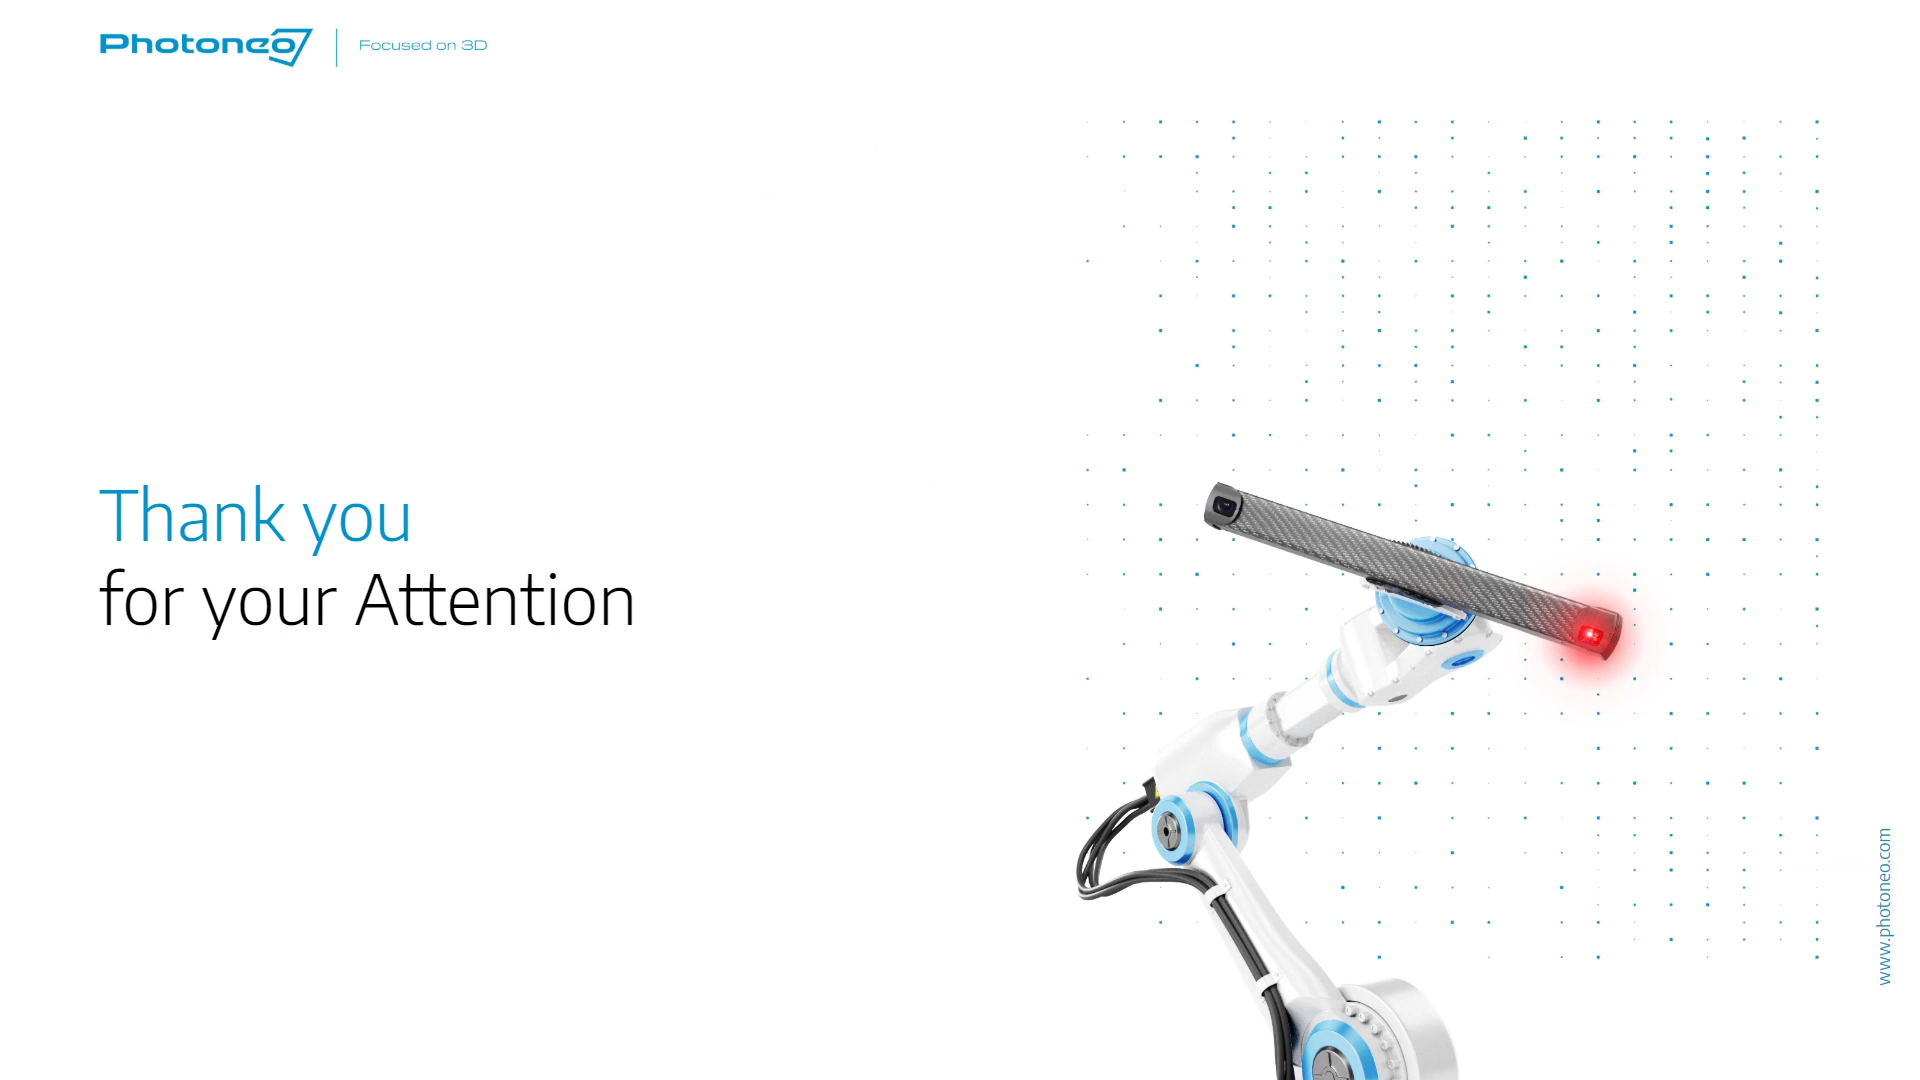 Photoneo
Focused on 3D
Thank you
for your Attention
www.photoneo.com